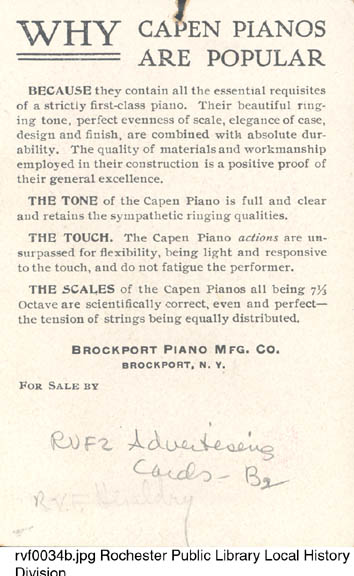 WHY CAPEN PIANOS
ARE POPULAR
BECAUSE they contain all the essential requisites
of a strictly first-class piano. Their beautiful ring-
ing tone, perfect evenness of scale, elegance of case,
design and finish, are combined with absolute dur-
ability. The quality of materials and workmanship
employed in their construction is a positive proof of
their general excellence.
THE TONE of the Capen Piano is full and clear
and retains the sympathetic ringing qualities.
THE TOUCH. The Capen Piano actions are un-
surpassed for flexibility, being light and responsive
to the touch, and do not fatigue the performer.
THE SCALES of the Capen Pianos all being 7⅓
Octave are scientifically correct, even and perfect—
the tension of strings being equally distributed.
BROCKPORT PIANO MFG. CO.
BROCKPORT, N. Y.
FOR SALE BY
RVF2 Advertising
Cards - B2
R.V.F. Heraldry
rvf0034b.jpg Rochester Public Library Local History
Division